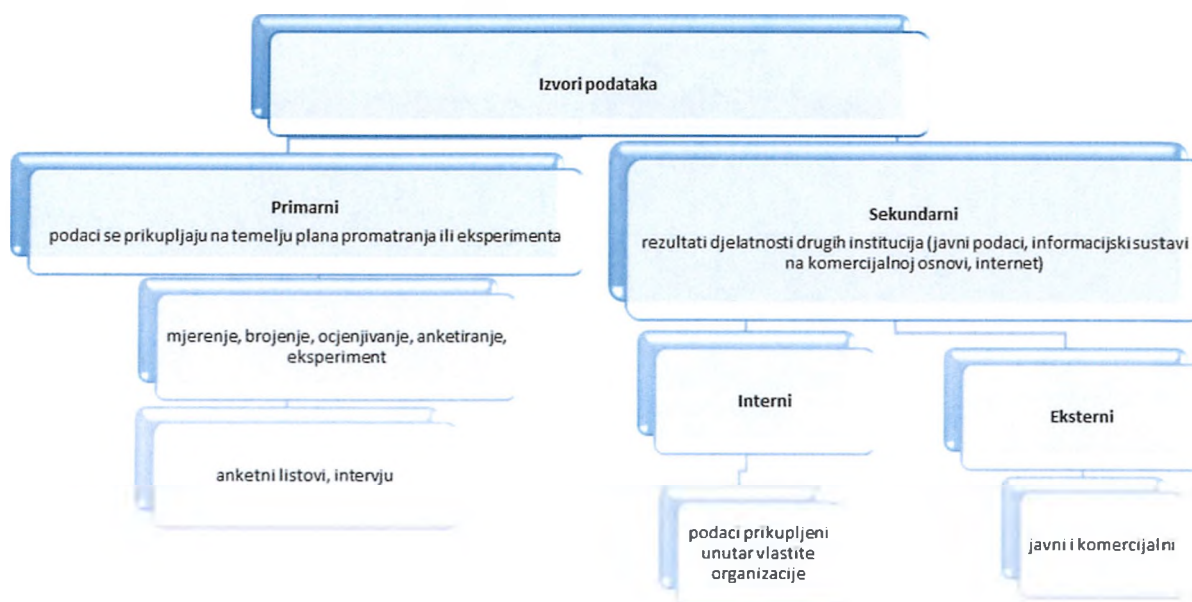 Izvori podataka
Primarni
podaci se prikupljaju na temelju plana promatranja ili eksperimenta
mjerenje, brojenje, ocjenjivanje, anketiranje,
eksperiment
anketni listovi, intervju
Sekundarni
rezultati djelatnosti drugih institucija (javni podaci, informacijski sustavi
na komercijalnoj osnovi, internet)
Interni
podaci prikupljeni
unutar vlastite
organizacije
Eksterni
javni i komercijalni